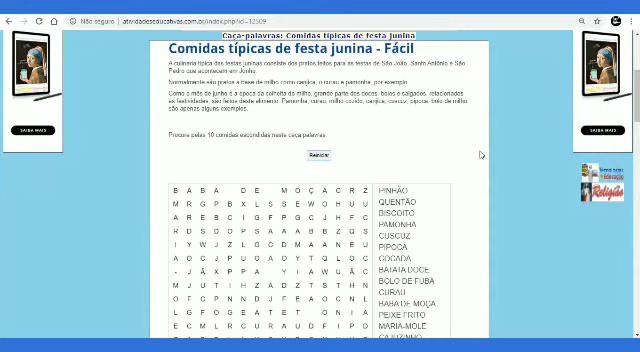 Não seguro | atividadeseducativas.com.br/index.php?id=12509
Caça-palavras: Comidas típicas de festa junina
Comidas típicas de festa junina - Fácil
A culinária típica das festas juninas consiste dos pratos feitos para as festas de São João, Santo Antônio e São
Pedro que acontecem em Junho.
Normalmente são pratos a base de milho como canjica, o curau e pamonha, por exemplo.
Como o mês de junho é a época da colheita do milho, grande parte dos doces, bolos e salgados, relacionados
às festividades, são feitos deste alimento. Pamonha, curau, milho cozido, canjica, cuscuz, pipoca, bolo de milho
são apenas alguns exemplos.
Procure pelas 10 comidas escondidas neste caça palavras.
Reiniciar
SAIBA MAIS
SAIBA MAIS
Educação
Religião
B A B A D E M O Ç A C R Z
M R G P B X L S S E W O H U U
A R E B C I G F P G C J H F C
R D S D O P S A A A B B Z Q S
I Y W J Z L G C D M A A N E U
A O C J P U O A O Y T Q L O C
- J Ã X P P A Y I A W U Ã C
M J U T I H Z A D Z T S T H N
O F C P N N D J F E A O C N L
L G F O G E A T E T O N I A
E C M L R C U R A U D F I P D
PINHÃO
QUENTÃO
BISCOITO
PAMONHA
CUSCUZ
PIPOCA
COCADA
BATATA DOCE
BOLO DE FUBÁ
CURAU
BABA DE MOÇA
PEIXE FRITO
MARIA-MOLE
CAJUZINHO